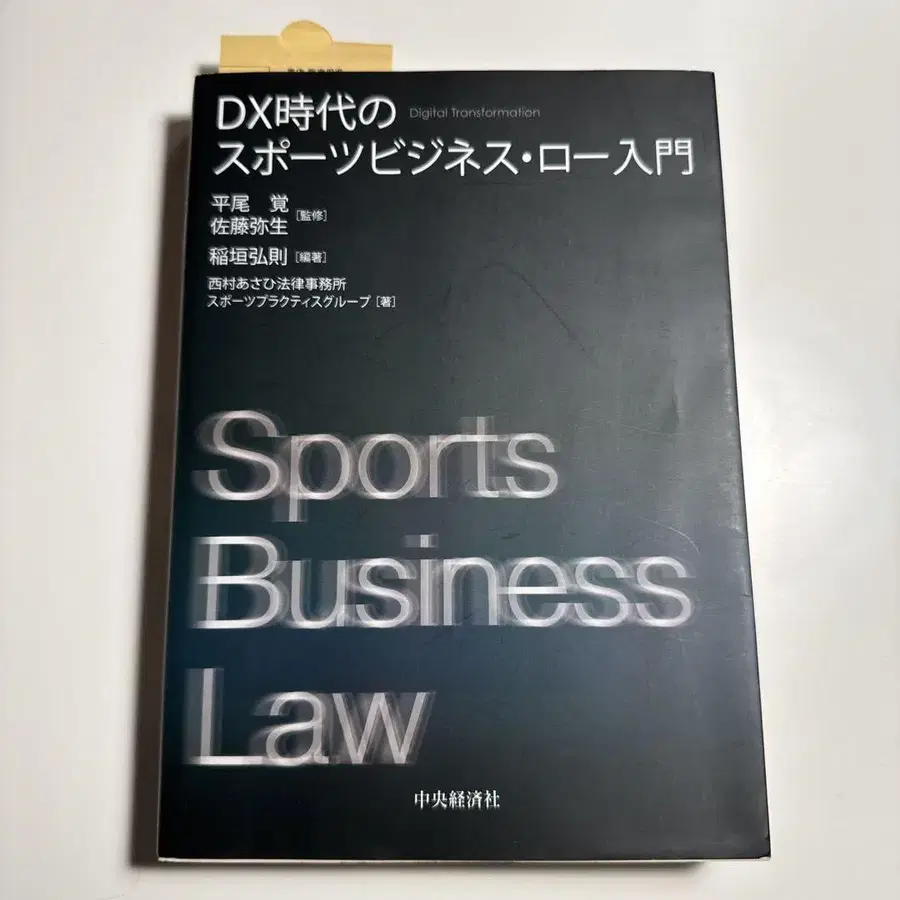 DX時代の Digital Transformation
スポーツビジネス・ロー入門
平尾 覚
佐藤弥生 [監修]
稲垣弘則 [編著]
西村あさひ法律事務所
スポーツプラクティスグループ [著]
Sports
Business
Law
中央経済社